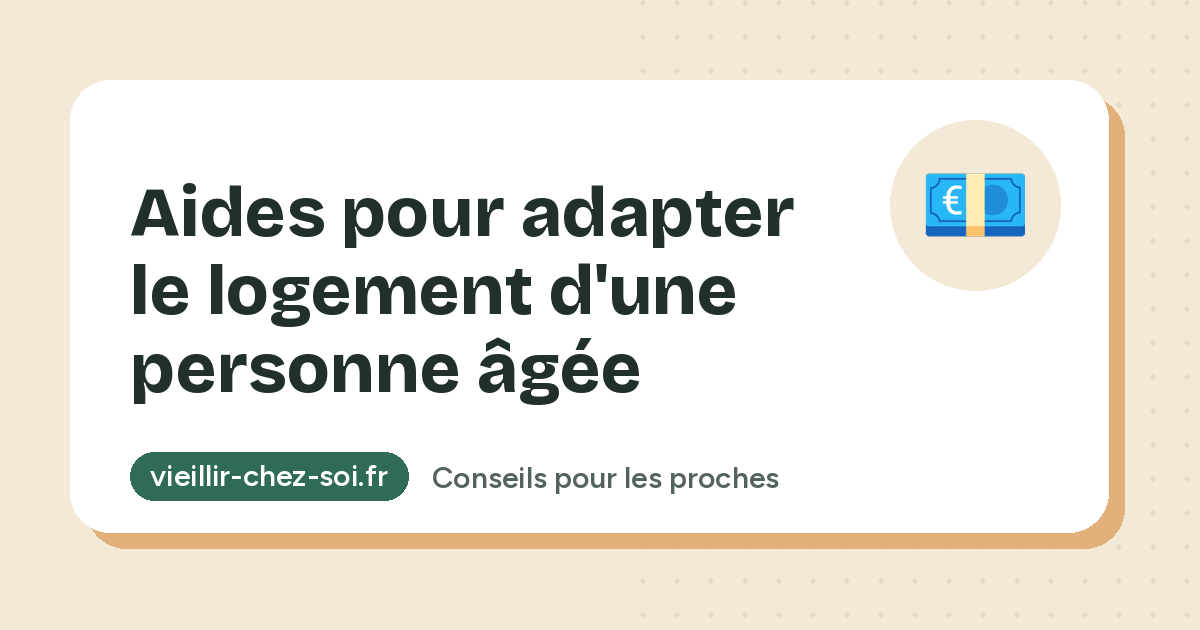 Aides pour adapter
le logement d'une
personne âgée
vieillir-chez-soi.fr
Conseils pour les proches
€